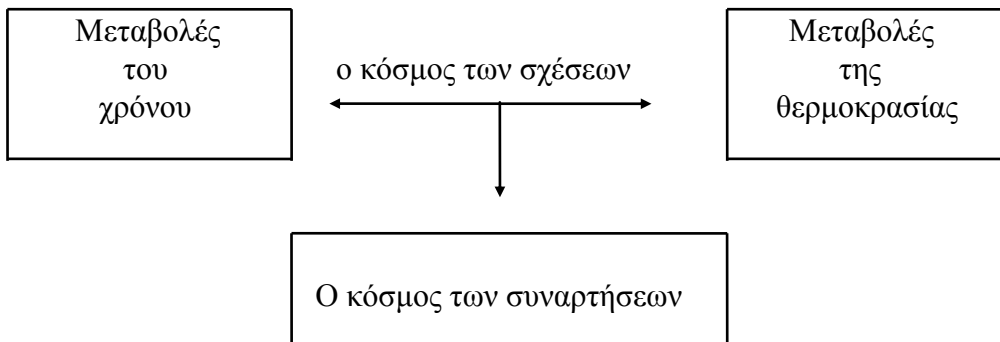 Μεταβολές
του
χρόνου
ο κόσμος των σχέσεων
Μεταβολές
της
θερμοκρασίας
Ο κόσμος των συναρτήσεων